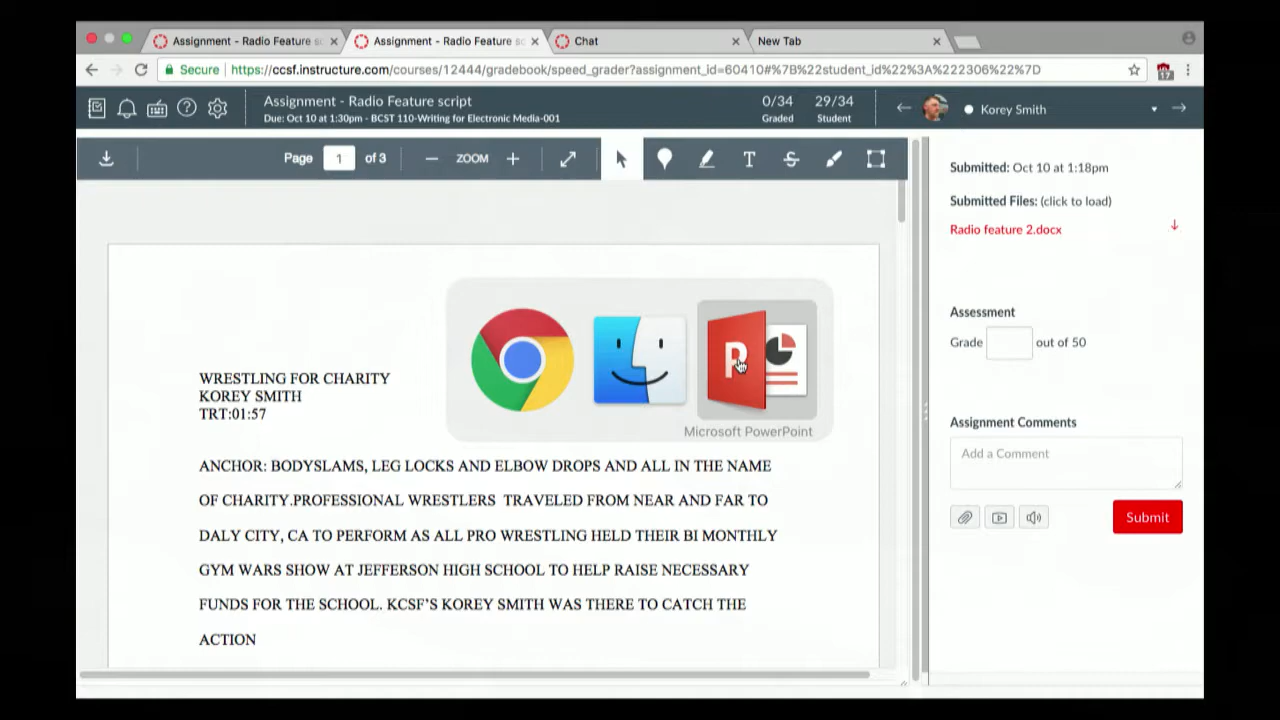 Assignment - Radio Feature sc
Assignment - Radio Feature sc
Chat
New Tab
Secure
https://ccsf.instructure.com/courses/12444/gradebook/speed_grader?assignment_id=60410#%7B%22student_id%22%3A%222306%22%7D
17
Assignment - Radio Feature script
Due: Oct 10 at 1:30pm - BCST 110-Writing for Electronic Media-001
0/34
Graded
29/34
Student
Korey Smith
Page 1 of 3
ZOOM
T
S
Submitted: Oct 10 at 1:18pm
Submitted Files: (click to load)
Radio feature 2.docx
Assessment
Grade out of 50
Assignment Comments
Add a Comment
Submit
P
Microsoft PowerPoint
WRESTLING FOR CHARITY
KOREY SMITH
TRT:01:57
ANCHOR: BODYSLAMS, LEG LOCKS AND ELBOW DROPS AND ALL IN THE NAME
OF CHARITY.PROFESSIONAL WRESTLERS TRAVELED FROM NEAR AND FAR TO
DALY CITY, CA TO PERFORM AS ALL PRO WRESTLING HELD THEIR BI MONTHLY
GYM WARS SHOW AT JEFFERSON HIGH SCHOOL TO HELP RAISE NECESSARY
FUNDS FOR THE SCHOOL. KCSF'S KOREY SMITH WAS THERE TO CATCH THE
ACTION